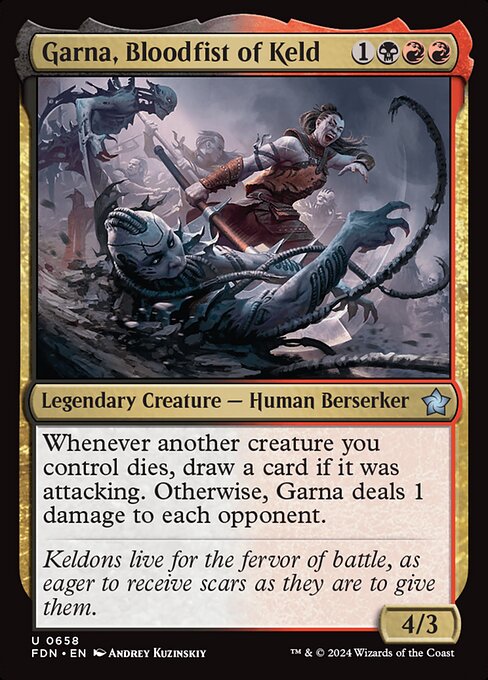 Garna, Bloodfist of Keld 1
Legendary Creature — Human Berserker
Whenever another creature you
control dies, draw a card if it was
attacking. Otherwise, Garna deals 1
damage to each opponent.
Keldons live for the fervor of battle, as
eager to receive scars as they are to give
them.
4/3
U 0658
FDN • EN Andrey Kuzinskiy
™ & © 2024 Wizards of the Coast